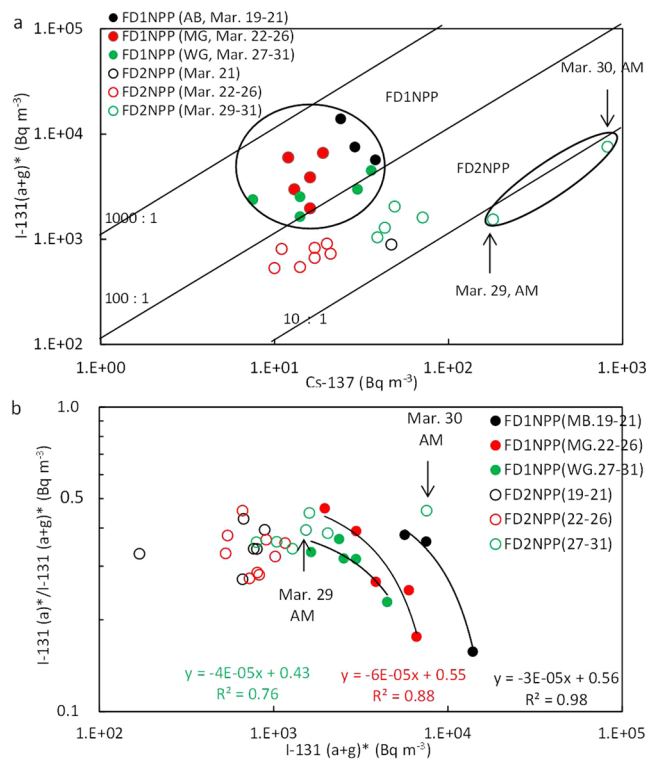 a
FD1NPP (AB, Mar. 19-21)
FD1NPP (MG, Mar. 22-26)
FD1NPP (WG, Mar. 27-31)
FD2NPP (Mar. 21)
FD2NPP (Mar. 22-26)
FD2NPP (Mar. 29-31)
1.E+05
1.E+04
1.E+03
1.E+02
I-131(a+g)* (Bq m-3)
FD1NPP
FD2NPP
Mar. 30, AM
Mar. 29, AM
1000 : 1
100 : 1
10 : 1
1.E+00
1.E+01
1.E+02
1.E+03
Cs-137 (Bq m-3)
b
1.0
0.5
0.1
I-131 (a)*/I-131 (a+g)* (Bq m-3)
Mar. 30
AM
FD1NPP(MB.19-21)
FD1NPP(MG.22-26)
FD1NPP(WG.27-31)
FD2NPP(19-21)
FD2NPP(22-26)
FD2NPP(27-31)
Mar. 29
AM
y = -4E-05x + 0.43
R² = 0.76
y = -6E-05x + 0.55
R² = 0.88
y = -3E-05x + 0.56
R² = 0.98
1.E+02
1.E+03
1.E+04
1.E+05
I-131 (a+g)* (Bq m-3)